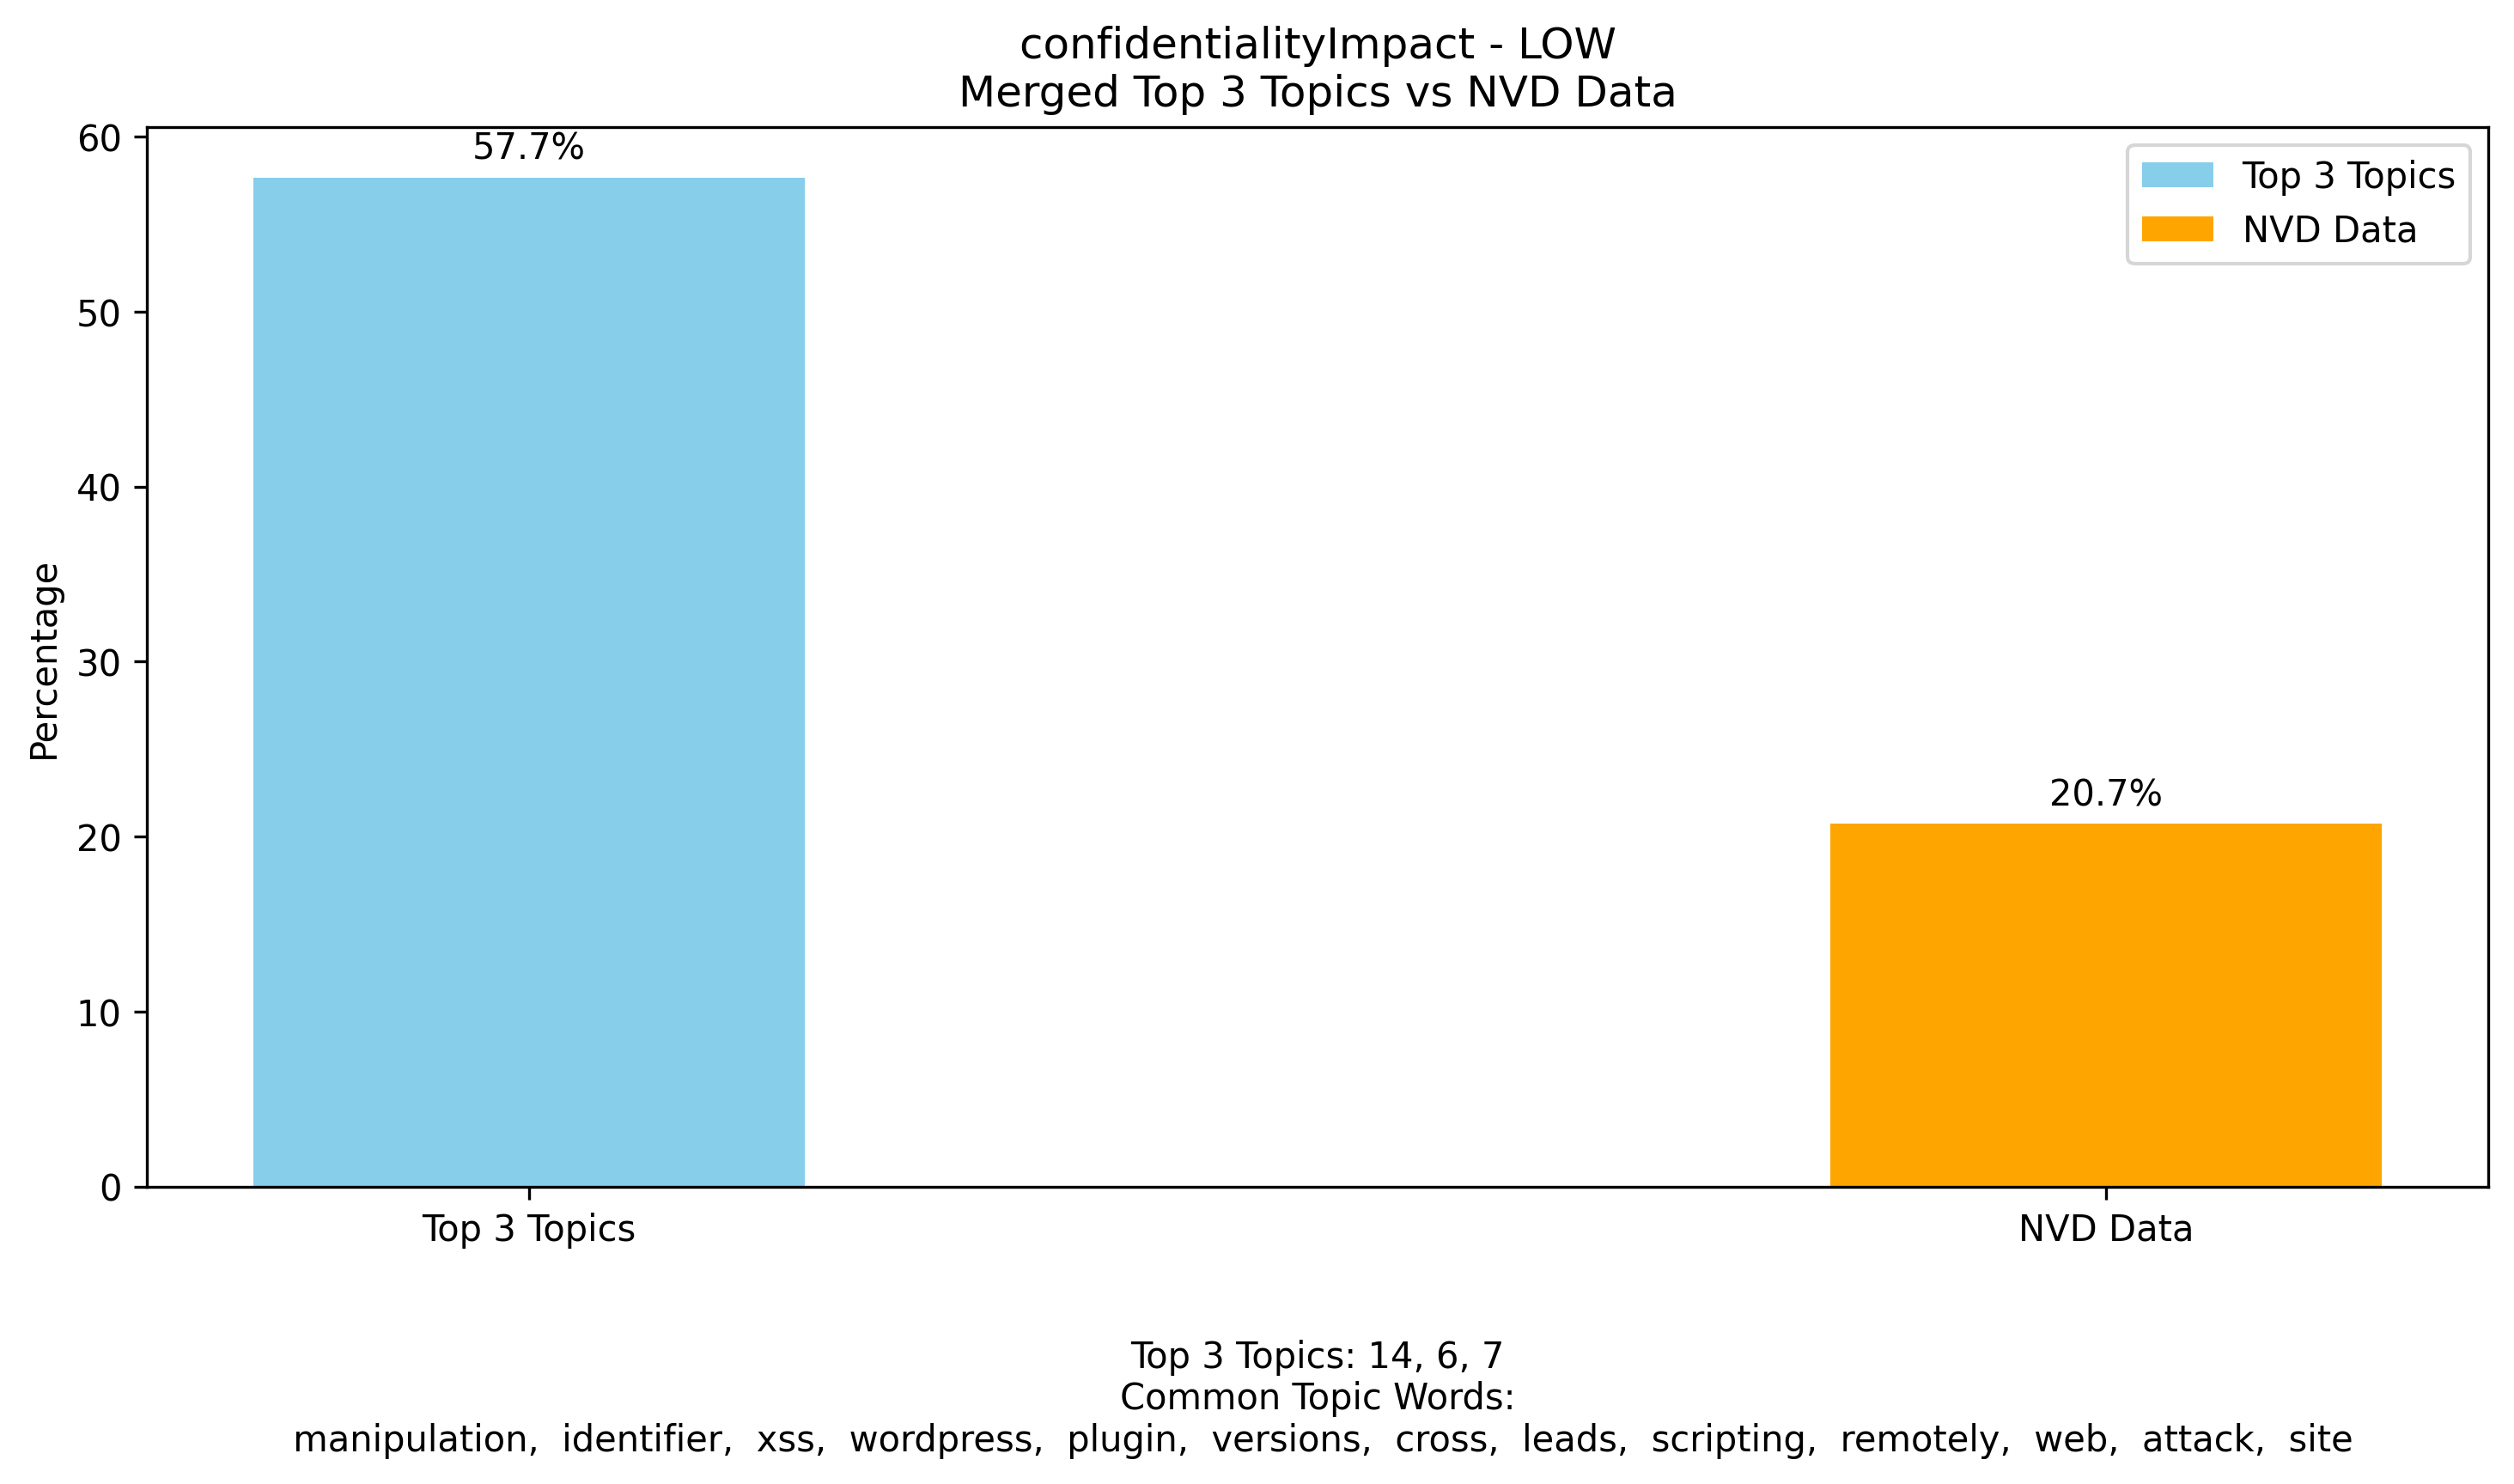 confidentialityImpact - LOW
Merged Top 3 Topics vs NVD Data
60
50
40
30
20
10
0
Percentage
57.7%
20.7%
Top 3 Topics
NVD Data
Top 3 Topics
NVD Data
Top 3 Topics: 14, 6, 7
Common Topic Words:
manipulation, identifier, xss, wordpress, plugin, versions, cross, leads, scripting, remotely, web, attack, site